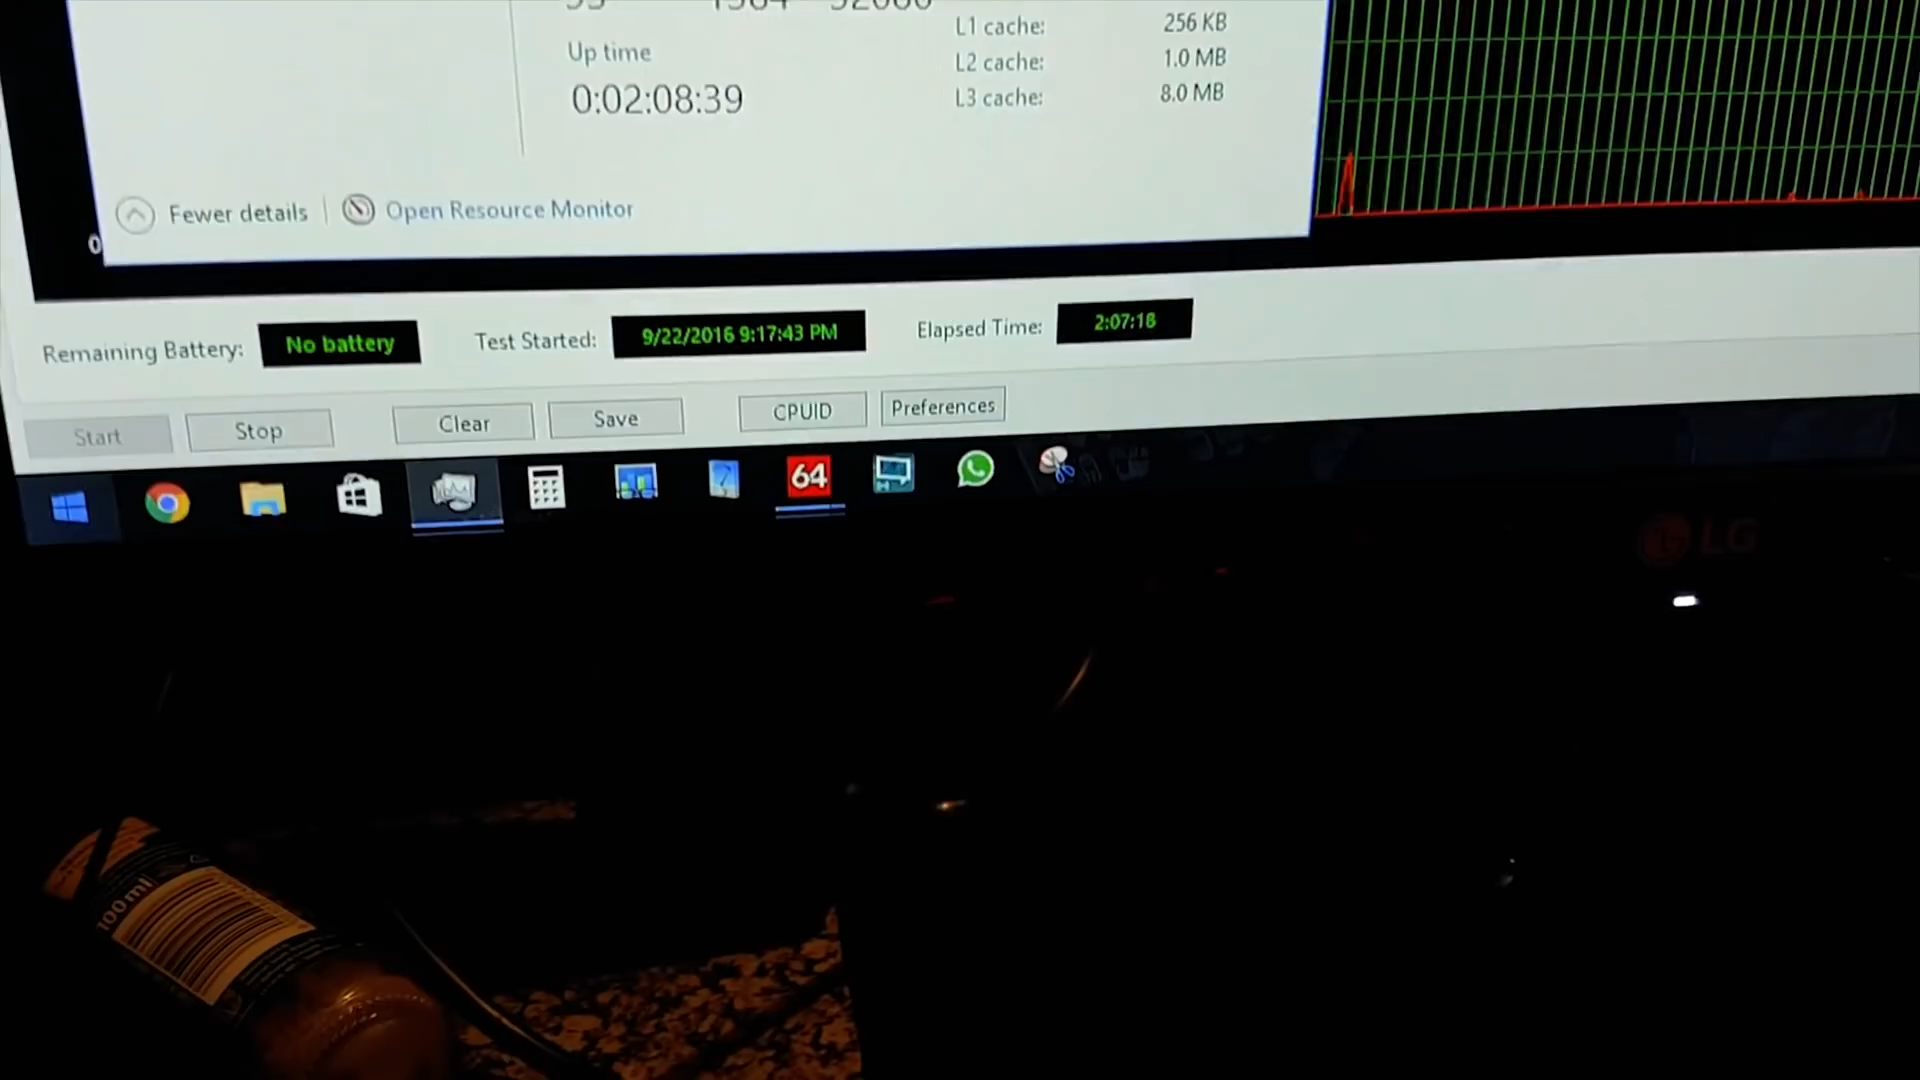 L1 cache: 256 KB
Up time
L2 cache: 1.0 MB
0:02:08:39
L3 cache: 8.0 MB
Fewer details Open Resource Monitor
0
Remaining Battery: No battery Test Started: 9/22/2016 9:17:43 PM Elapsed Time: 2:07:18
Start Stop Clear Save CPUID Preferences
64
LG
100ml